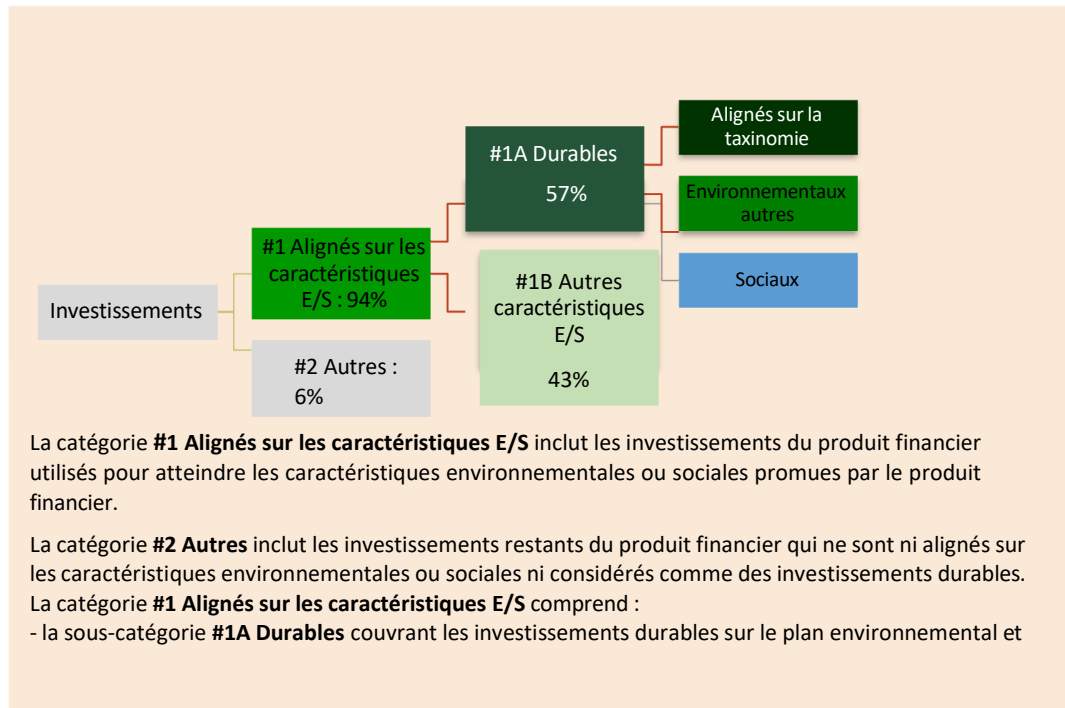 Investissements
#1 Alignés sur les
caractéristiques
E/S : 94%
#2 Autres :
6%
#1A Durables
57%
#1B Autres
caractéristiques
E/S
43%
Alignés sur la
taxinomie
Environnementaux
autres
Sociaux
La catégorie #1 Alignés sur les caractéristiques E/S inclut les investissements du produit financier
utilisés pour atteindre les caractéristiques environnementales ou sociales promues par le produit
financier.
La catégorie #2 Autres inclut les investissements restants du produit financier qui ne sont ni alignés sur
les caractéristiques environnementales ou sociales ni considérés comme des investissements durables.
La catégorie #1 Alignés sur les caractéristiques E/S comprend :
- la sous-catégorie #1A Durables couvrant les investissements durables sur le plan environnemental et